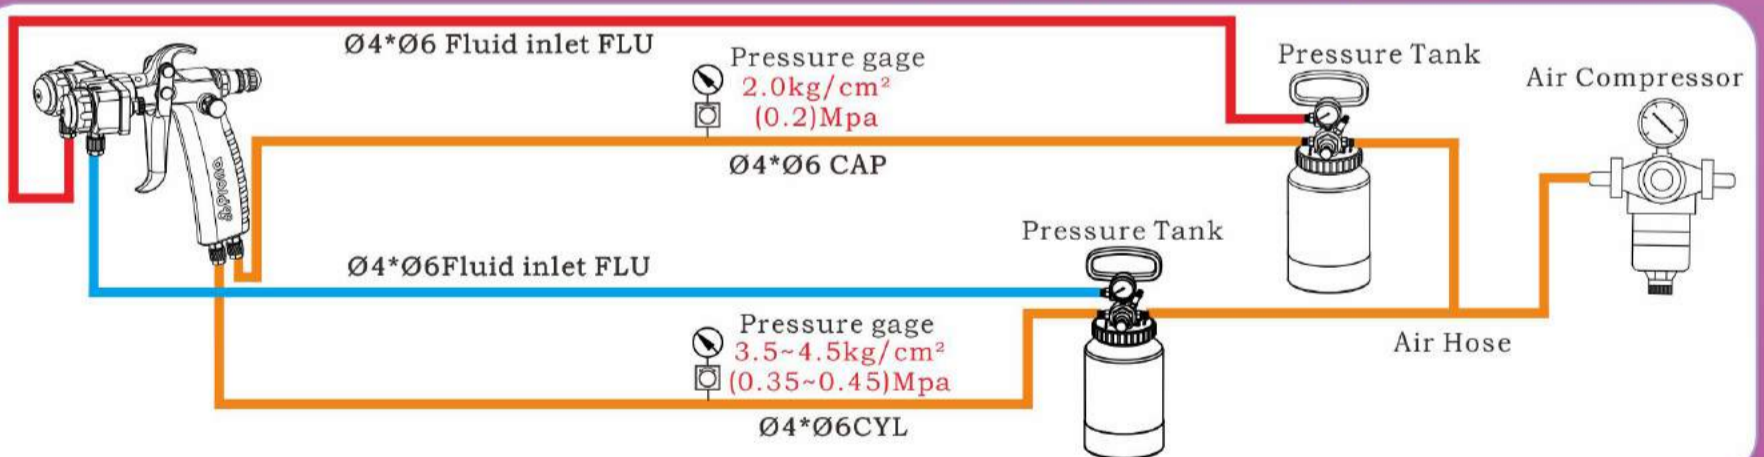 Ø4*Ø6 Fluid inlet FLU
Pressure gage
2.0kg/cm²
(0.2)Mpa
Ø4*Ø6 CAP
Pressure Tank
Air Compressor
Pressure Tank
Ø4*Ø6Fluid inlet FLU
Pressure gage
3.5~4.5kg/cm²
(0.35~0.45)Mpa
Ø4*Ø6CYL
Air Hose